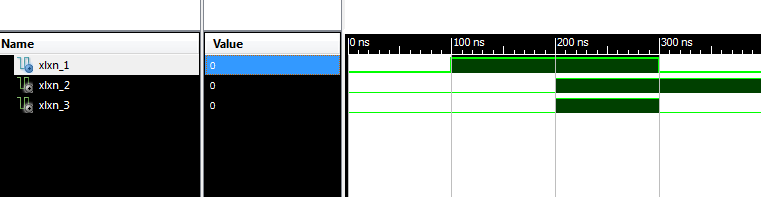 Name Value 0 ns 100 ns 200 ns 300 ns
xlxn_1 0
xlxn_2 0
xlxn_3 0